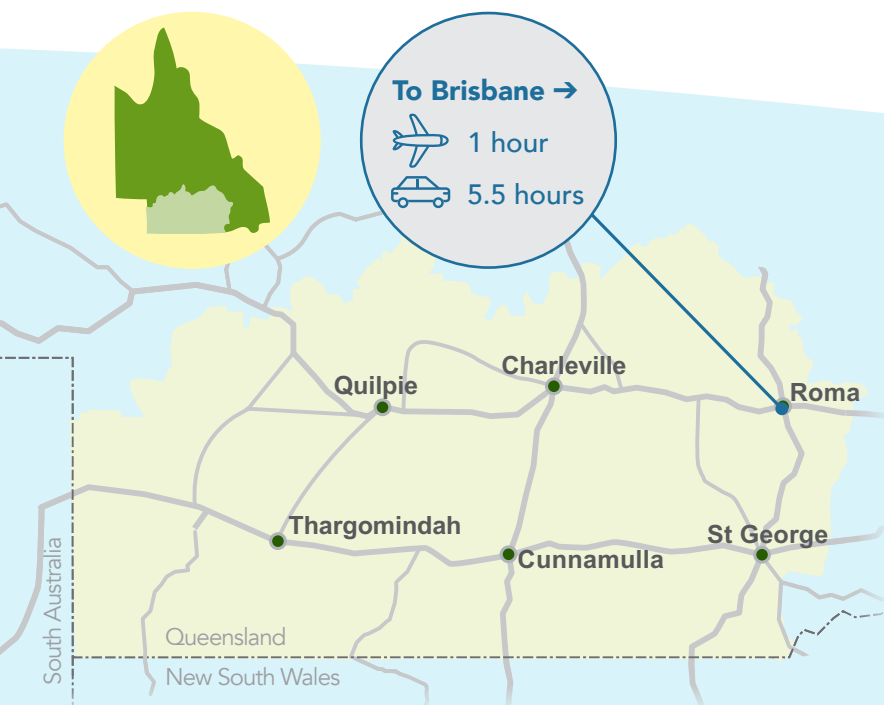 To Brisbane →
1 hour
5.5 hours
Charleville
Quilpie
Roma
Thargomindah
St George
Cunnamulla
South Australia
Queensland
New South Wales